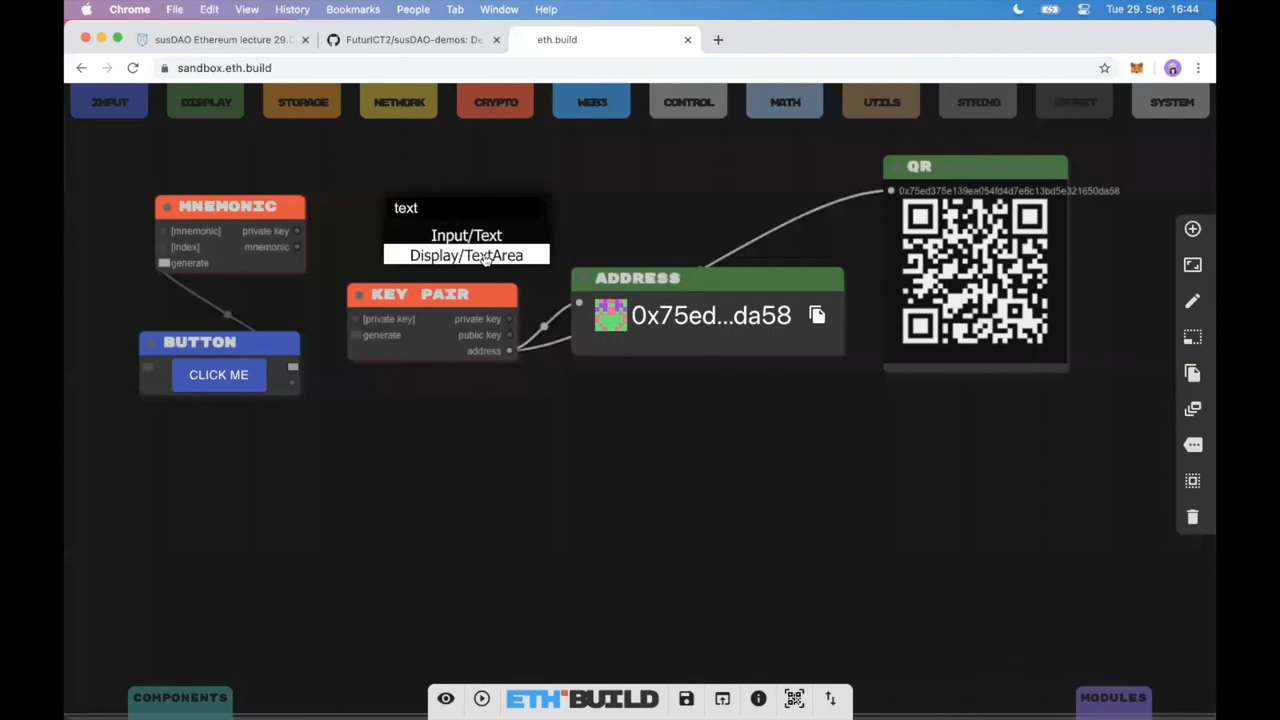 Chrome File Edit View History Bookmarks People Tab Window Help Tue 29. Sep 16:44
susDAO Ethereum lecture 29.0 FuturICT2/susDAO-demos: De eth.build
sandbox.eth.build
INPUT DISPLAY STORAGE NETWORK CRYPTO WEB3 CONTROL MATH UTILS STRING SYSTEM
QR
0x75ed375e139ea054fd4d7e6c13bd5e321650da58
MNEMONIC
[mnemonic] private key
[index] mnemonic
generate
text
Input/Text
Display/TextArea
ADDRESS
0x75ed...da58
KEY PAIR
[private key] private key
generate public key
address
BUTTON
CLICK ME
COMPONENTS
ETH BUILD
MODULES